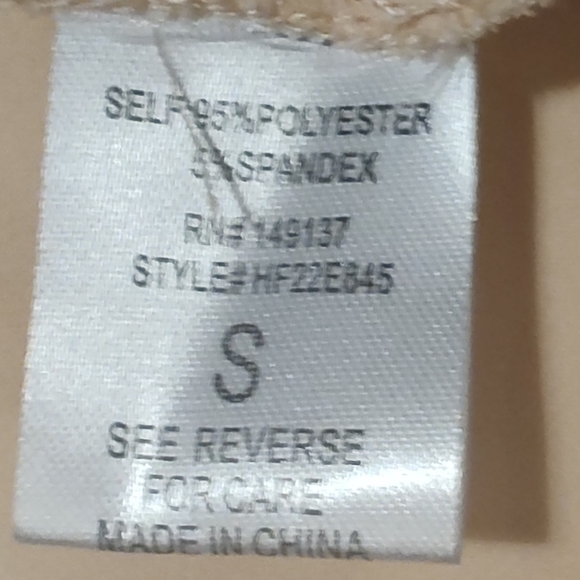 SELF 95%POLYESTER
5%SPANDEX
RN# 149137
STYLE#HF22E845
S
SEE REVERSE
FOR CARE
MADE IN CHINA